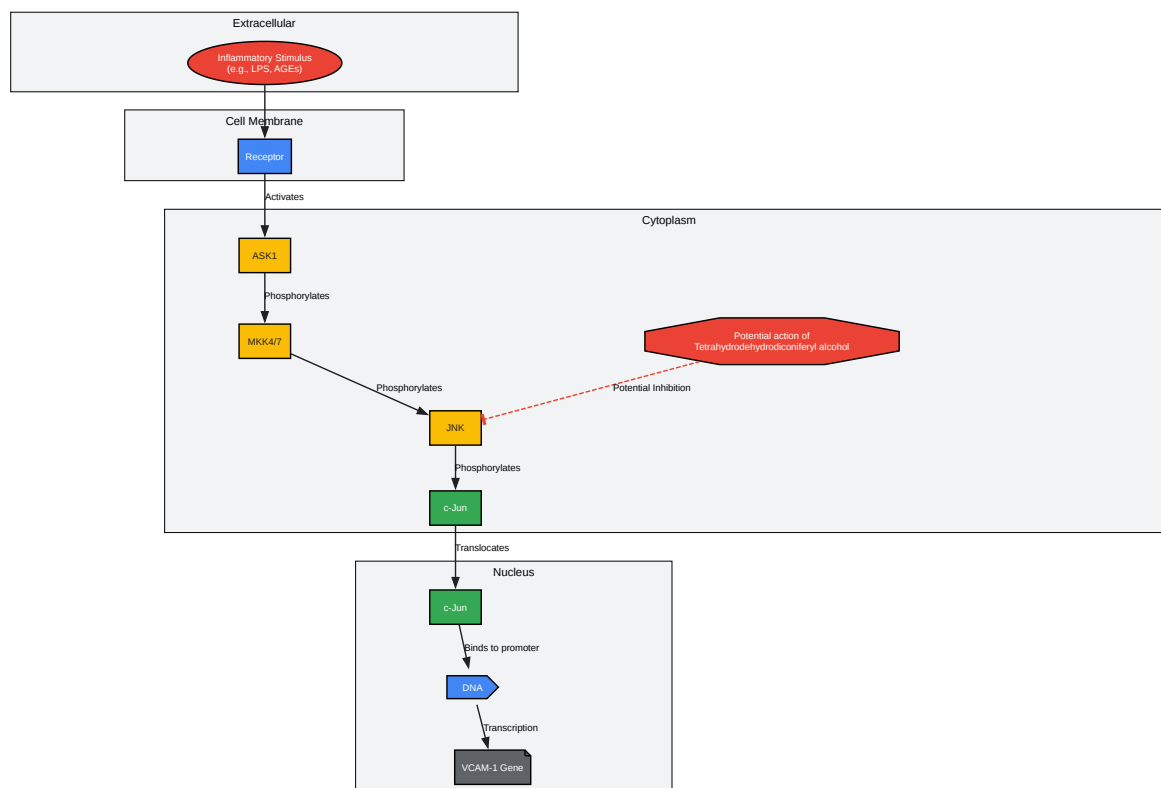 Extracellular
Inflammatory Stimulus
(e.g., LPS, AGEs)
Cell Membrane
Receptor
Activates
Cytoplasm
ASK1
Phosphorylates
MKK4/7
Potential action of
Tetrahydrodehydrodiconiferyl alcohol
Phosphorylates
Potential Inhibition
JNK
Phosphorylates
c-Jun
Translocates
Nucleus
c-Jun
Binds to promoter
DNA
Transcription
VCAM-1 Gene